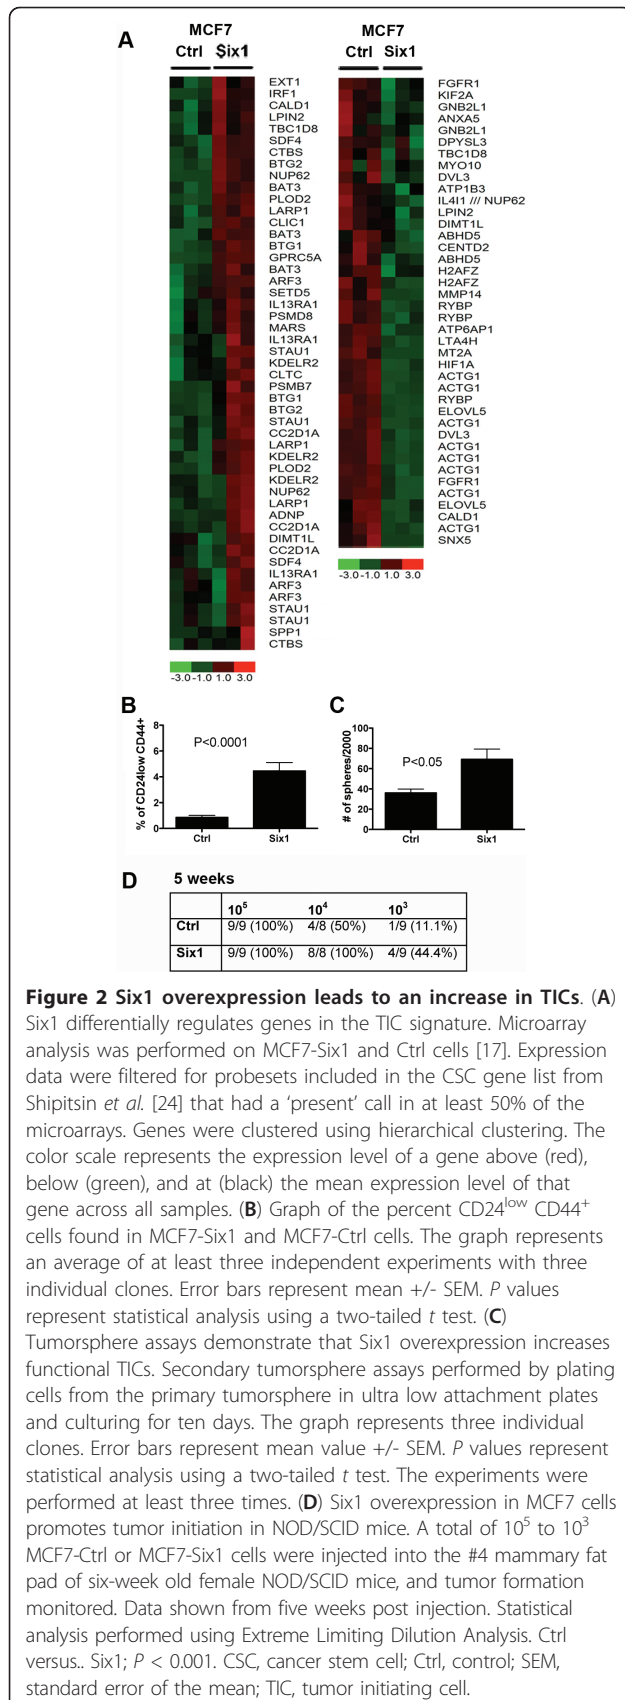 A
MCF7
Ctrl Six1
EXT1
IRF1
CALD1
LPIN2
TBC1D8
SDF4
CTBS
BTG2
NUP62
BAT3
PLOD2
LARP1
CLIC1
BAT3
BTG1
GPRC5A
BAT3
ARF3
SETD5
IL13RA1
PSMD8
MARS
IL13RA1
STAU1
KDELR2
CLTC
PSMB7
BTG1
BTG2
STAU1
CC2D1A
LARP1
KDELR2
PLOD2
KDELR2
NUP62
LARP1
ADNP
CC2D1A
DIMT1L
CC2D1A
SDF4
IL13RA1
ARF3
ARF3
STAU1
STAU1
SPP1
CTBS
-3.0 -1.0 1.0 3.0
MCF7
Ctrl Six1
FGFR1
KIF2A
GNB2L1
ANXA5
GNB2L1
DPYSL3
TBC1D8
MYO10
DVL3
ATP1B3
IL4I1 /// NUP62
LPIN2
DIMT1L
ABHD5
CENTD2
ABHD5
H2AFZ
H2AFZ
MMP14
RYBP
RYBP
ATP6AP1
LTA4H
MT2A
HIF1A
ACTG1
ACTG1
RYBP
ELOVL5
ACTG1
DVL3
ACTG1
ACTG1
ACTG1
FGFR1
ACTG1
ELOVL5
CALD1
ACTG1
SNX5
-3.0 -1.0 1.0 3.0
B
% of CD24low CD44+
8
6
4
2
0
P<0.0001
Ctrl Six1
C
# of spheres/2000
100
80
60
40
20
0
P<0.05
Ctrl Six1
D 5 weeks
10⁵ 10⁴ 10³
Ctrl 9/9 (100%) 4/8 (50%) 1/9 (11.1%)
Six1 9/9 (100%) 8/8 (100%) 4/9 (44.4%)
Figure 2 Six1 overexpression leads to an increase in TICs. (A)
Six1 differentially regulates genes in the TIC signature. Microarray
analysis was performed on MCF7-Six1 and Ctrl cells [17]. Expression
data were filtered for probesets included in the CSC gene list from
Shipitsin et al. [24] that had a ‘present’ call in at least 50% of the
microarrays. Genes were clustered using hierarchical clustering. The
color scale represents the expression level of a gene above (red),
below (green), and at (black) the mean expression level of that
gene across all samples. (B) Graph of the percent CD24ˡᵒʷ CD44⁺
cells found in MCF7-Six1 and MCF7-Ctrl cells. The graph represents
an average of at least three independent experiments with three
individual clones. Error bars represent mean +/- SEM. P values
represent statistical analysis using a two-tailed t test. (C)
Tumorsphere assays demonstrate that Six1 overexpression increases
functional TICs. Secondary tumorsphere assays performed by plating
cells from the primary tumorsphere in ultra low attachment plates
and culturing for ten days. The graph represents three individual
clones. Error bars represent mean value +/- SEM. P values represent
statistical analysis using a two-tailed t test. The experiments were
performed at least three times. (D) Six1 overexpression in MCF7 cells
promotes tumor initiation in NOD/SCID mice. A total of 10⁵ to 10³
MCF7-Ctrl or MCF7-Six1 cells were injected into the #4 mammary fat
pad of six-week old female NOD/SCID mice, and tumor formation
monitored. Data shown from five weeks post injection. Statistical
analysis performed using Extreme Limiting Dilution Analysis. Ctrl
versus.. Six1; P < 0.001. CSC, cancer stem cell; Ctrl, control; SEM,
standard error of the mean; TIC, tumor initiating cell.